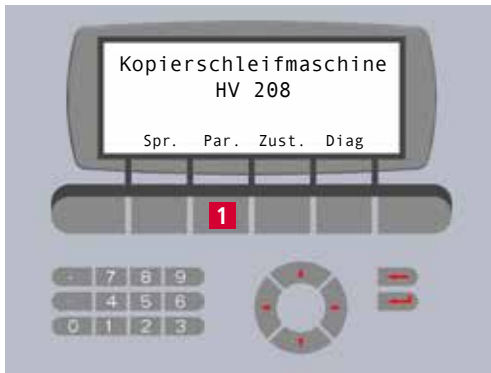 Kopierschleifmaschine
HV 208
Spr. Par. Zust. Diag
1
- 7 8 9
4 5 6
0 1 2 3